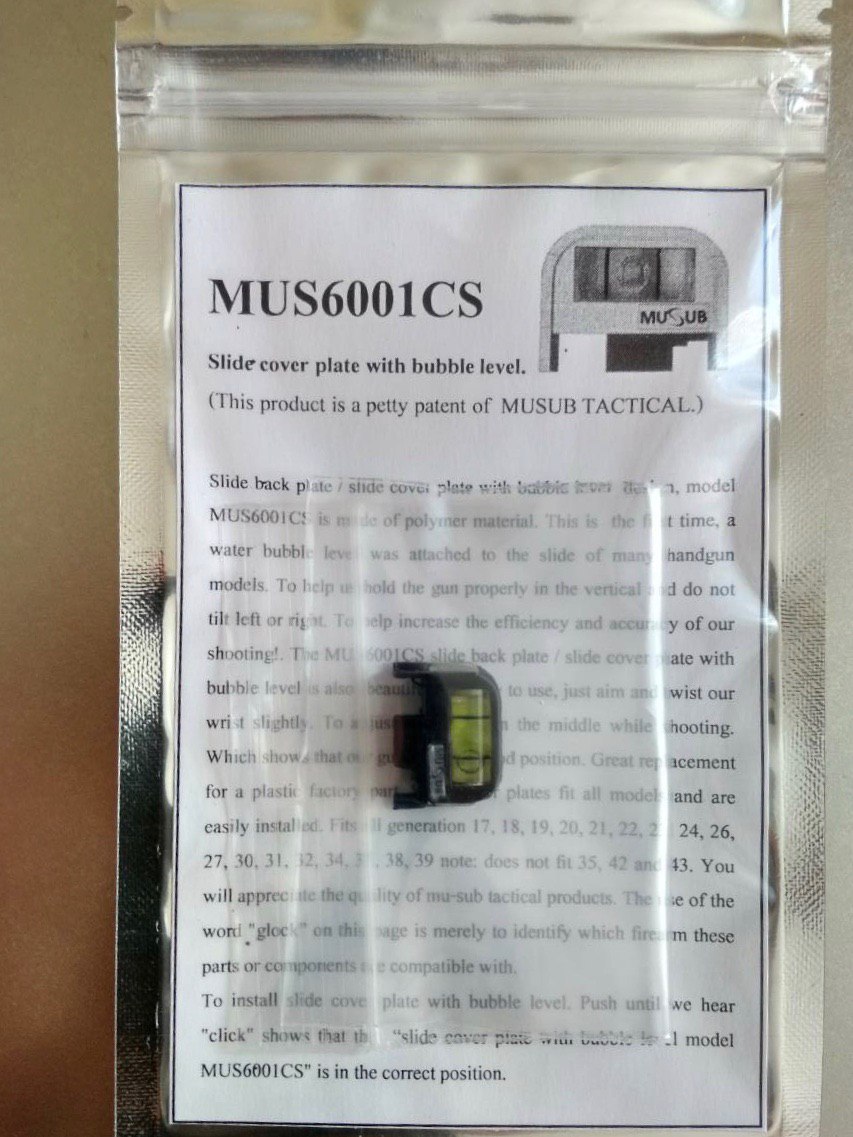 MUS6001CS
MUSUB
Slide cover plate with bubble level.
(This product is a petty patent of MUSUB TACTICAL.)
Slide back plate / slide cover plate with bubble level design, model
MUS6001CS is made of polymer material. This is the first time, a
water bubble level was attached to the slide of many handgun
models. To help us hold the gun properly in the vertical and do not
tilt left or right. To help increase the efficiency and accuracy of our
shooting!. The MUS6001CS slide back plate / slide cover plate with
bubble level is also to use, just aim and twist our
wrist slightly. To a the middle while shooting.
Which shows that position. Great replacement
for a plastic factory plates fit all models and are
easily installed. Fits all generation 17, 18, 19, 20, 21, 22, 24, 26,
27, 30, 31, 32, 34, 38, 39 note: does not fit 35, 42 and 43. You
will appreciate the quality of mu-sub tactical products. The use of the
word "glock" on this page is merely to identify which firearm these
parts or components are compatible with.
To install slide cover plate with bubble level. Push until we hear
"click" shows that the "slide cover plate with bubble level model
MUS6001CS" is in the correct position.